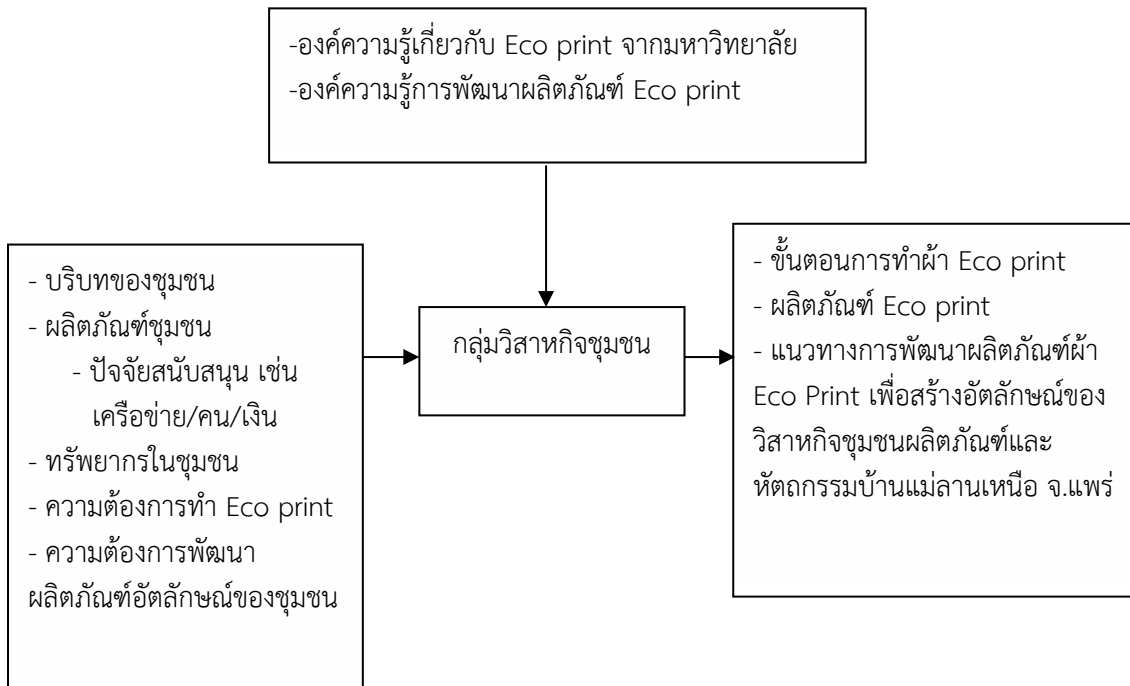 -องค์ความรู้เกี่ยวกับ Eco print จากมหาวิทยาลัย
-องค์ความรู้การพัฒนาผลิตภัณฑ์ Eco print
- บริบทของชุมชน
- ผลิตภัณฑ์ชุมชน
- ปัจจัยสนับสนุน เช่น
เครือข่าย/คน/เงิน
- ทรัพยากรในชุมชน
- ความต้องการทำ Eco print
- ความต้องการพัฒนา
ผลิตภัณฑ์อัตลักษณ์ของชุมชน
กลุ่มวิสาหกิจชุมชน
- ขั้นตอนการทำผ้า Eco print
- ผลิตภัณฑ์ Eco print
- แนวทางการพัฒนาผลิตภัณฑ์ผ้า
Eco Print เพื่อสร้างอัตลักษณ์ของ
วิสาหกิจชุมชนผลิตภัณฑ์และ
หัตถกรรมบ้านแม่ลานเหนือ จ.แพร่